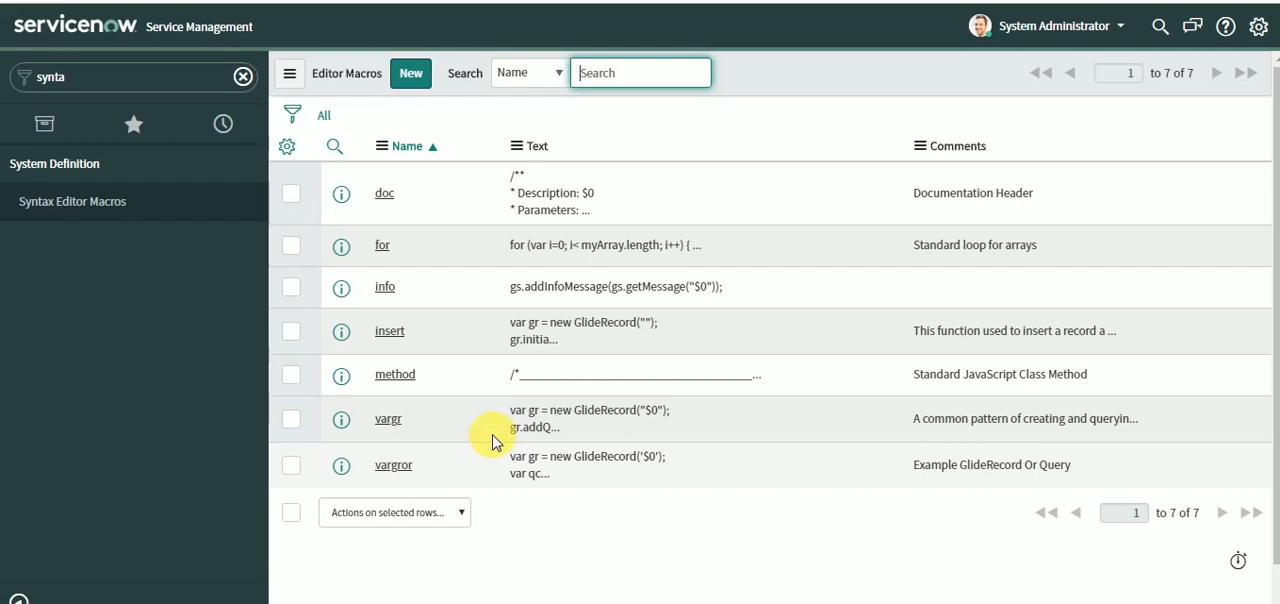 servicenow Service Management
System Administrator
synta
Editor Macros New Search Name Search
1 to 7 of 7
All
Name Text Comments
System Definition
Syntax Editor Macros
doc
/**
* Description: $0
* Parameters: ...
Documentation Header
for
for (var i=0; i< myArray.length; i++) { ...
Standard loop for arrays
info
gs.addInfoMessage(gs.getMessage("$0"));
insert
var gr = new GlideRecord("");
gr.initia...
This function used to insert a record a ...
method
/*_____________________________________...
Standard JavaScript Class Method
vargr
var gr = new GlideRecord("$0");
gr.addQ...
A common pattern of creating and queryin...
vargror
var gr = new GlideRecord('$0');
var qc...
Example GlideRecord Or Query
Actions on selected rows...
1 to 7 of 7